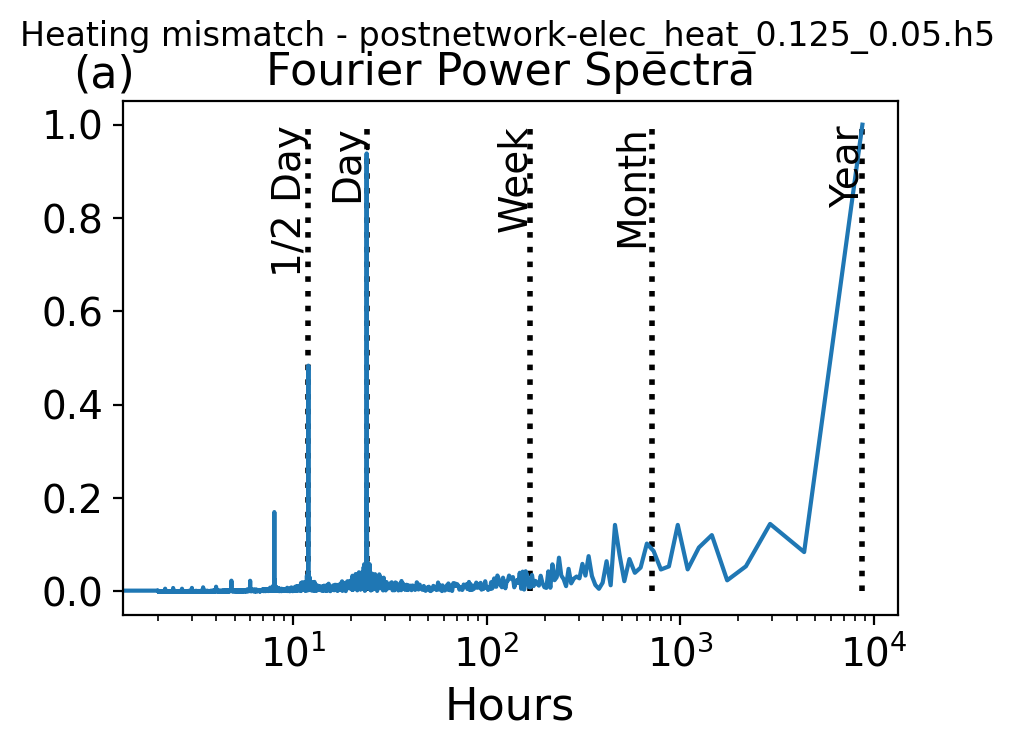 Heating mismatch - postnetwork-elec_heat_0.125_0.05.h5
(a) Fourier Power Spectra
1.0
0.8
0.6
0.4
0.2
0.0
1/2 Day
Day
Week
Month
Year
10¹ 10² 10³ 10⁴
Hours